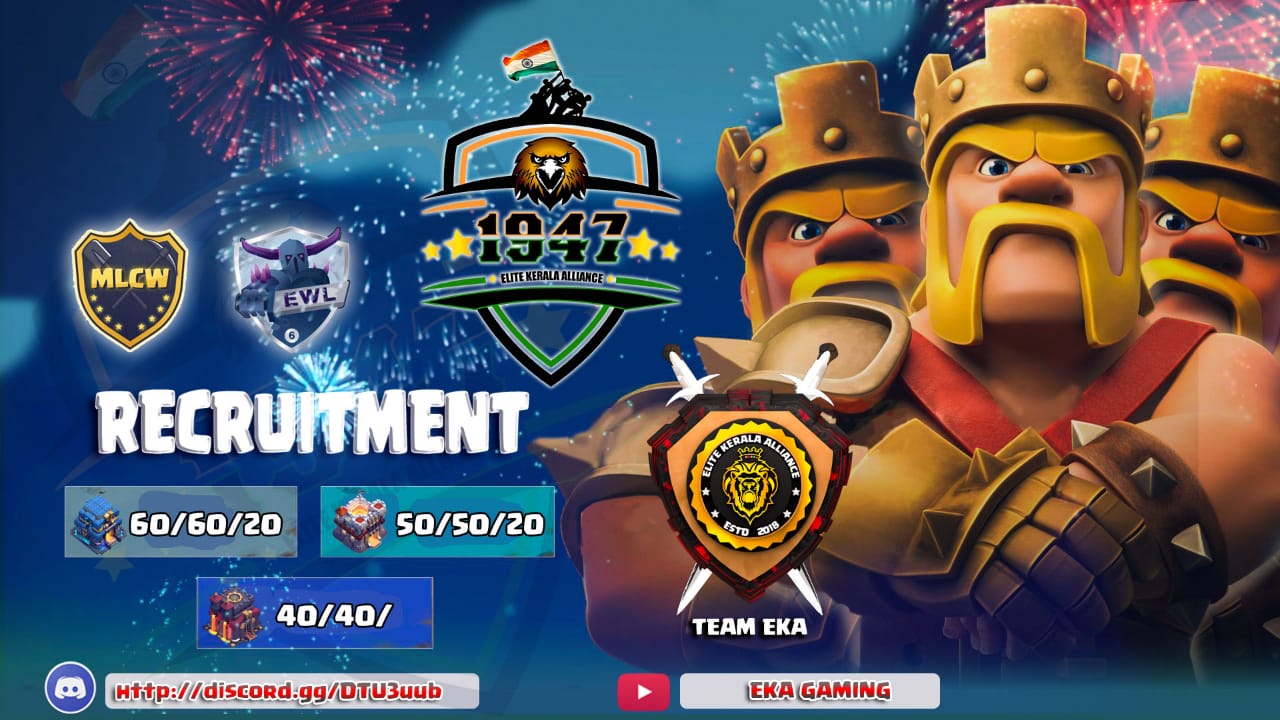 1947
ELITE KERALA ALLIANCE
MLCW
EWL
6
RECRUITMENT
60/60/20
50/50/20
40/40/
ELITE KERALA ALLIANCE
ESTD 2018
TEAM EKA
http://discord.gg/DTU3uub
EKA GAMING